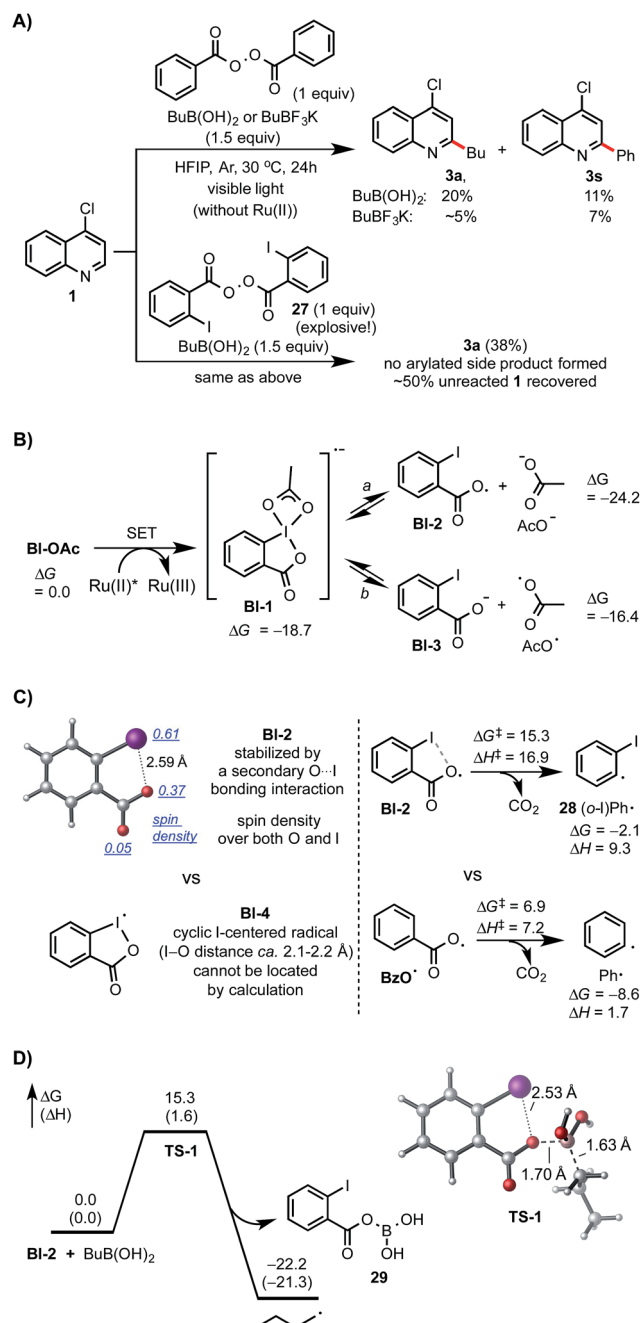 A)
O
O
O
O
(1 equiv)
BuB(OH)2 or BuBF3K
(1.5 equiv)
HFIP, Ar, 30 ºC, 24h
visible light
(without Ru(II))
Cl
N
Bu
+
Cl
N
Ph
3a,
3s
BuB(OH)2: 20% 11%
BuBF3K: ~5% 7%
Cl
N
1
I
O
O
O
O
I
27 (1 equiv)
(explosive!)
BuB(OH)2 (1.5 equiv)
same as above
3a (38%)
no arylated side product formed
~50% unreacted 1 recovered
B)
BI-OAc
ΔG
= 0.0
SET
Ru(II)* Ru(III)
O O
I
O
O
•−
BI-1
ΔG = −18.7
a
I
O•
O
BI-2
+
−O
O
AcO−
ΔG
= −24.2
b
I
O−
O
BI-3
+
•O
O
AcO•
ΔG
= −16.4
C)
0.61
2.59 Å
0.37
0.05
spin
density
BI-2
stabilized by
a secondary O···I
bonding interaction
spin density
over both O and I
vs
I•
O
O
BI-4
cyclic I-centered radical
(I–O distance ca. 2.1-2.2 Å)
cannot be located
by calculation
I
O•
O
BI-2
ΔG‡ = 15.3
ΔH‡ = 16.9
CO2
I
28 (o-I)Ph•
ΔG = −2.1
ΔH = 9.3
vs
O•
O
BzO•
ΔG‡ = 6.9
ΔH‡ = 7.2
CO2
Ph•
ΔG = −8.6
ΔH = 1.7
D)
ΔG
(ΔH)
15.3
(1.6)
TS-1
0.0
(0.0)
BI-2 + BuB(OH)2
I
O
O
B
OH
OH
29
−22.2
(−21.3)
2.53 Å
1.63 Å
1.70 Å
TS-1